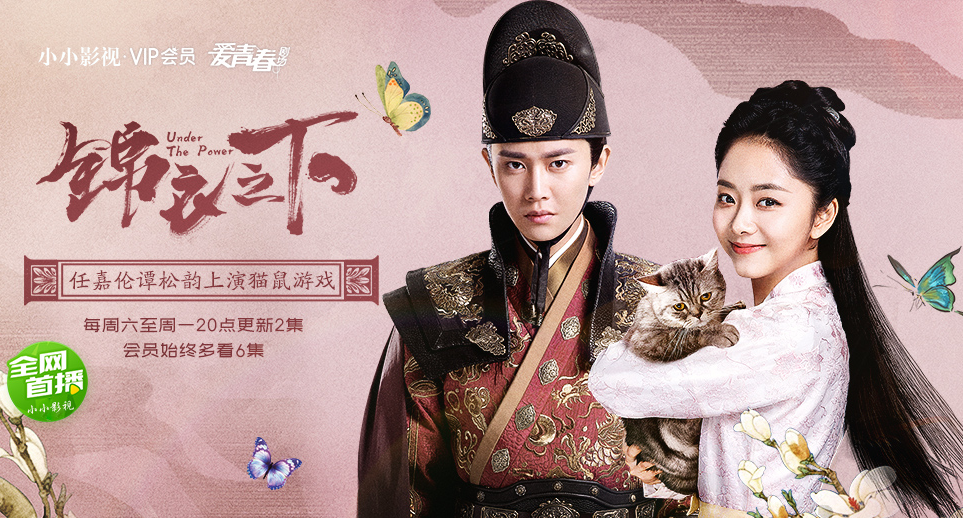 小小影视·VIP会员 爱青春剧场
锦衣之下
Under
The Power
任嘉伦谭松韵上演猫鼠游戏
每周六至周一20点更新2集
会员始终多看6集
全网
首播
小小影视